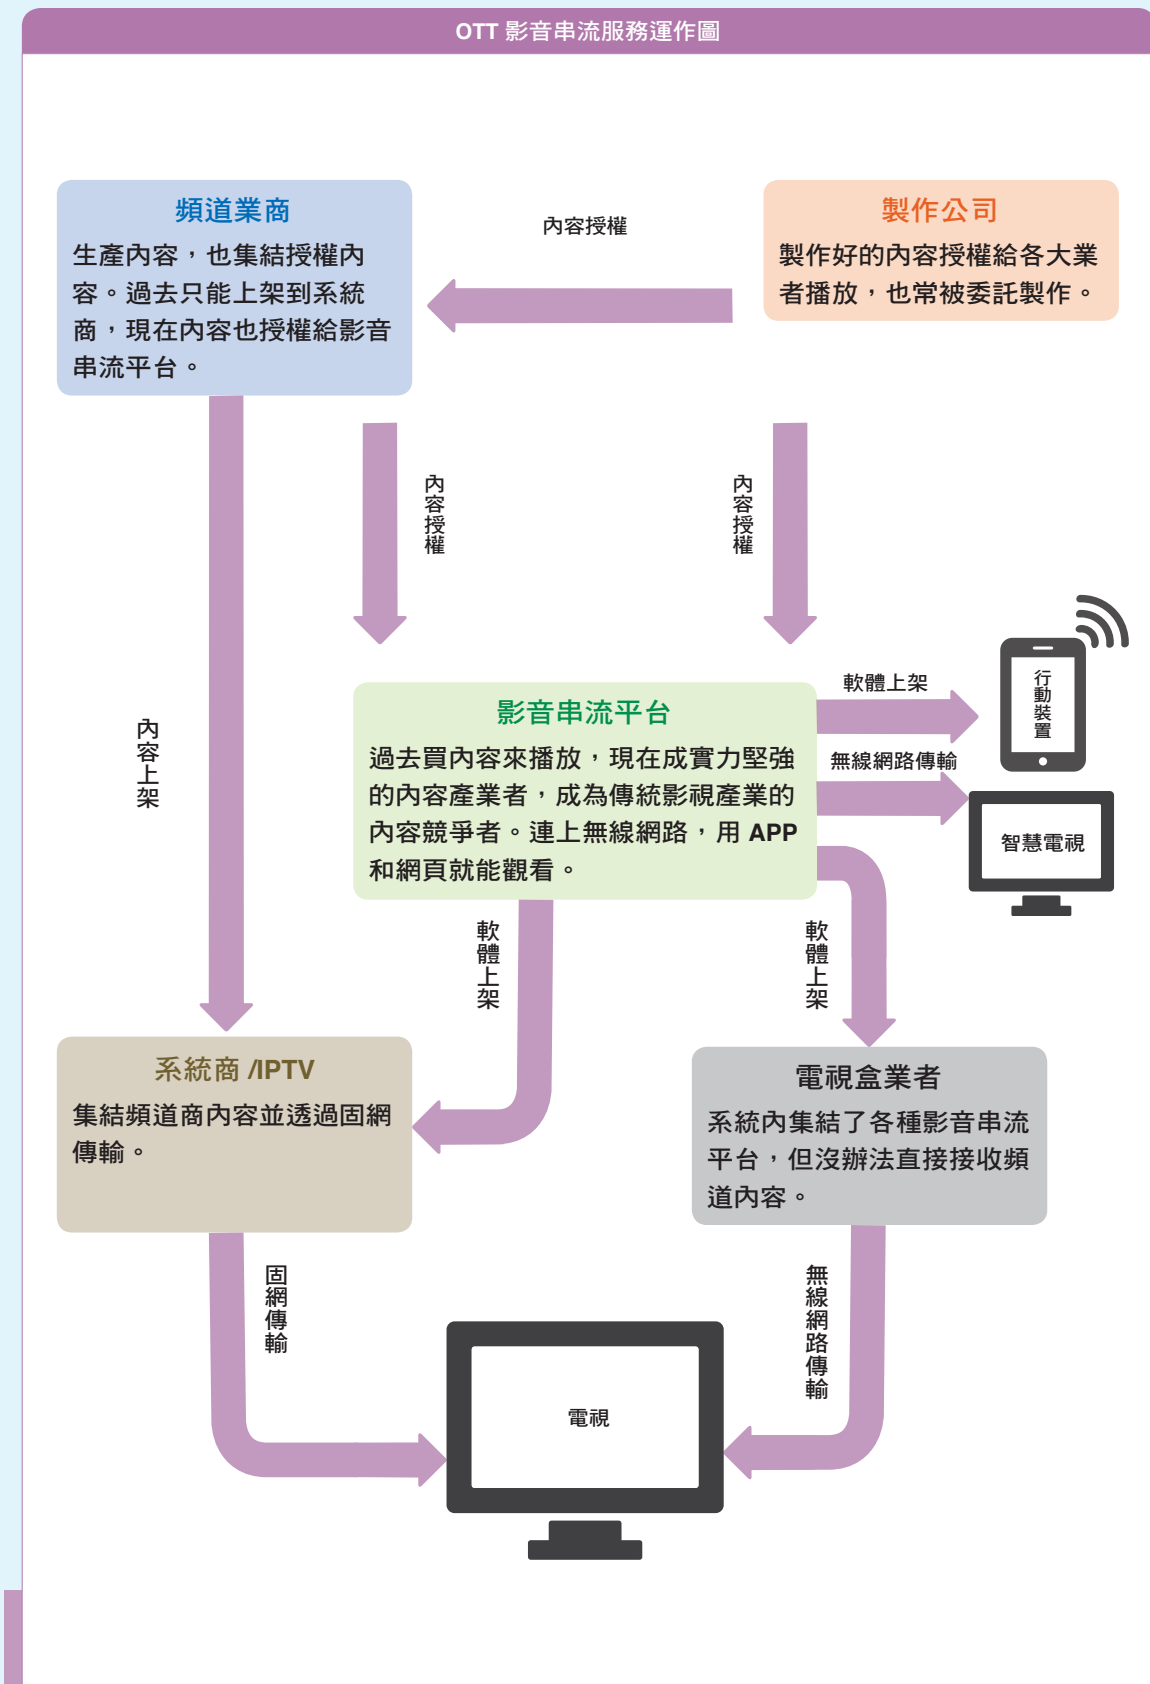 OTT 影音串流服務運作圖
頻道業商
生產內容，也集結授權內
容。過去只能上架到系統
商，現在內容也授權給影音
串流平台。
內容授權
製作公司
製作好的內容授權給各大業
者播放，也常被委託製作。
內容授權
內容授權
內容上架
影音串流平台
過去買內容來播放，現在成實力堅強
的內容產業者，成為傳統影視產業的
內容競爭者。連上無線網路，用 APP
和網頁就能觀看。
軟體上架
行動裝置
無線網路傳輸
智慧電視
軟體上架
軟體上架
系統商 /IPTV
集結頻道商內容並透過固網
傳輸。
電視盒業者
系統內集結了各種影音串流
平台，但沒辦法直接接收頻
道內容。
固網傳輸
無線網路傳輸
電視